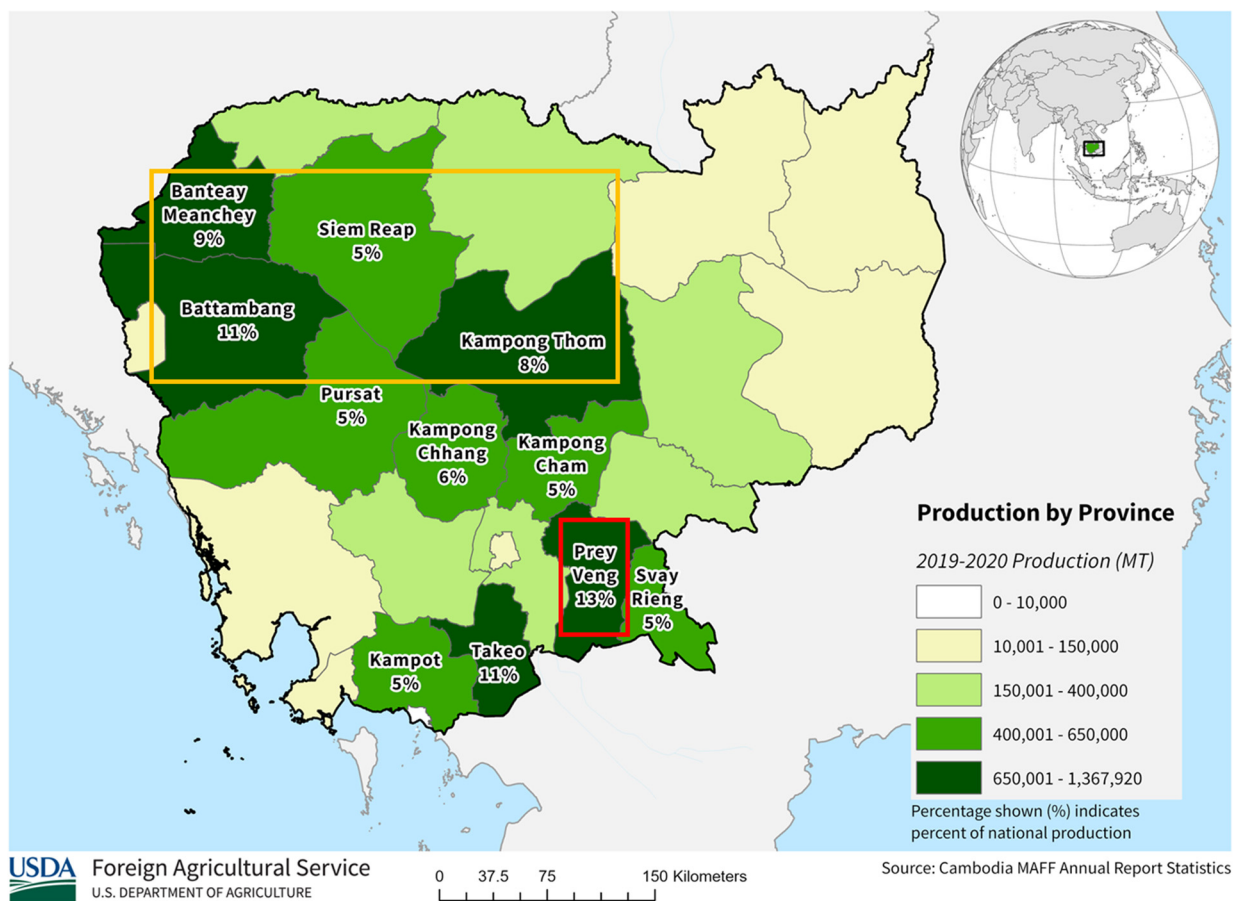 Banteay
Meanchey
9%
Siem Reap
5%
Battambang
11%
Kampong Thom
8%
Pursat
5%
Kampong
Chhang
6%
Kampong
Cham
5%
Prey
Veng
13%
Svay
Rieng
5%
Kampot
5%
Takeo
11%
Production by Province
2019-2020 Production (MT)
0 - 10,000
10,001 - 150,000
150,001 - 400,000
400,001 - 650,000
650,001 - 1,367,920
Percentage shown (%) indicates
percent of national production
USDA
Foreign Agricultural Service
U.S. DEPARTMENT OF AGRICULTURE
0 37.5 75 150 Kilometers
Source: Cambodia MAFF Annual Report Statistics